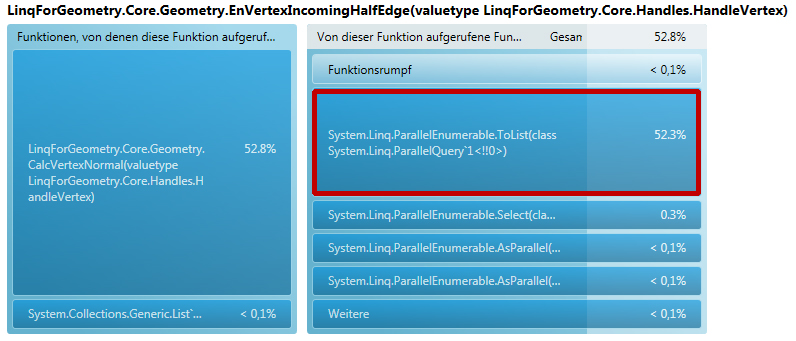 LinqForGeometry.Core.Geometry.EnVertexIncomingHalfEdge(valuetype LinqForGeometry.Core.Handles.HandleVertex)
Funktionen, von denen diese Funktion aufgeruf...
LinqForGeometry.Core.Geometry.
CalcVertexNormal(valuetype
LinqForGeometry.Core.Handles.H
andleVertex)
52.8%
System.Collections.Generic.List`... < 0,1%
Von dieser Funktion aufgerufene Fun... Gesam 52.8%
Funktionsrumpf < 0,1%
System.Linq.ParallelEnumerable.ToList(class
System.Linq.ParallelQuery`1<!!0>)
52.3%
System.Linq.ParallelEnumerable.Select(cla... 0.3%
System.Linq.ParallelEnumerable.AsParallel(... < 0,1%
System.Linq.ParallelEnumerable.AsParallel(... < 0,1%
Weitere < 0,1%